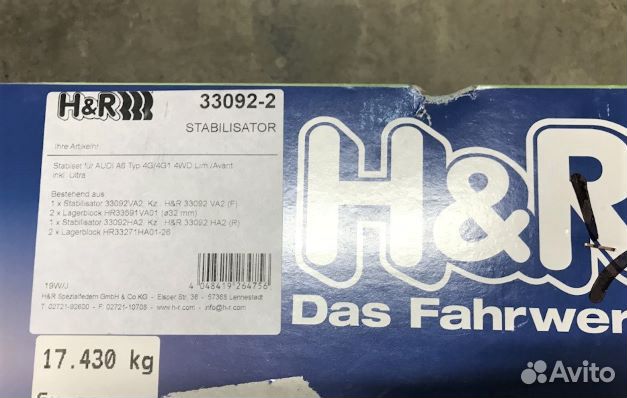 H&R
33092-2
STABILISATOR
Ihre Artikelnr
Stabiset für AUDI A6 Typ 4G/4G1 4WD Lim./Avant
inkl. Ultra
Bestehend aus
1 x Stabilisator 33092VA2, Kz.: H&R 33092 VA2 (F)
2 x Lagerblock HR33591VA01 (ø32 mm)
1 x Stabilisator 33092HA2, Kz.: H&R 33092 HA2 (R)
2 x Lagerblock HR33271HA01-26
19W/J
4 048419 264756
H&R Spezialfedern GmbH & Co KG - Elsper Str. 36 - 57368 Lennestadt
T. 02721-92600 - F. 02721-10708 - www.h-r.com - info@h-r.com
17.430 kg
H&R
Das Fahrwer
Avito